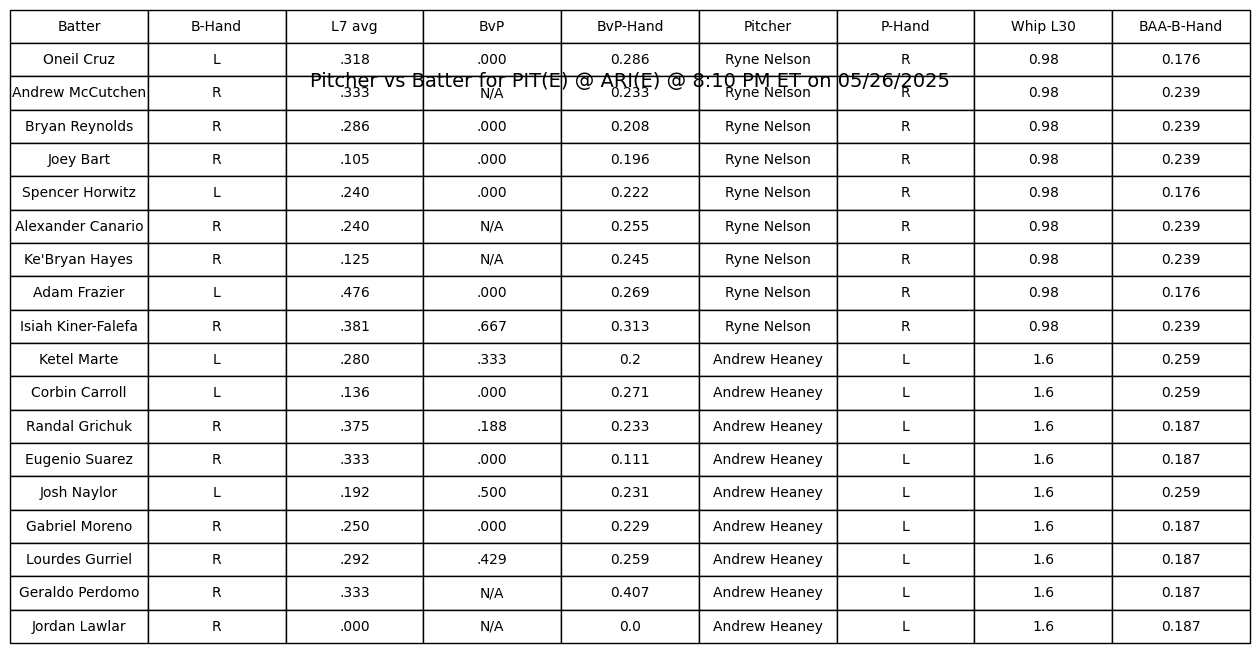 Batter B-Hand L7 avg BvP BvP-Hand Pitcher P-Hand Whip L30 BAA-B-Hand
Oneil Cruz L .318 .000 0.286 Ryne Nelson R 0.98 0.176
Pitcher vs Batter for PIT(E) @ ARI(E) @ 8:10 PM ET on 05/26/2025
Andrew McCutchen R .333 N/A 0.233 Ryne Nelson R 0.98 0.239
Bryan Reynolds R .286 .000 0.208 Ryne Nelson R 0.98 0.239
Joey Bart R .105 .000 0.196 Ryne Nelson R 0.98 0.239
Spencer Horwitz L .240 .000 0.222 Ryne Nelson R 0.98 0.176
Alexander Canario R .240 N/A 0.255 Ryne Nelson R 0.98 0.239
Ke'Bryan Hayes R .125 N/A 0.245 Ryne Nelson R 0.98 0.239
Adam Frazier L .476 .000 0.269 Ryne Nelson R 0.98 0.176
Isiah Kiner-Falefa R .381 .667 0.313 Ryne Nelson R 0.98 0.239
Ketel Marte L .280 .333 0.2 Andrew Heaney L 1.6 0.259
Corbin Carroll L .136 .000 0.271 Andrew Heaney L 1.6 0.259
Randal Grichuk R .375 .188 0.233 Andrew Heaney L 1.6 0.187
Eugenio Suarez R .333 .000 0.111 Andrew Heaney L 1.6 0.187
Josh Naylor L .192 .500 0.231 Andrew Heaney L 1.6 0.259
Gabriel Moreno R .250 .000 0.229 Andrew Heaney L 1.6 0.187
Lourdes Gurriel R .292 .429 0.259 Andrew Heaney L 1.6 0.187
Geraldo Perdomo R .333 N/A 0.407 Andrew Heaney L 1.6 0.187
Jordan Lawlar R .000 N/A 0.0 Andrew Heaney L 1.6 0.187